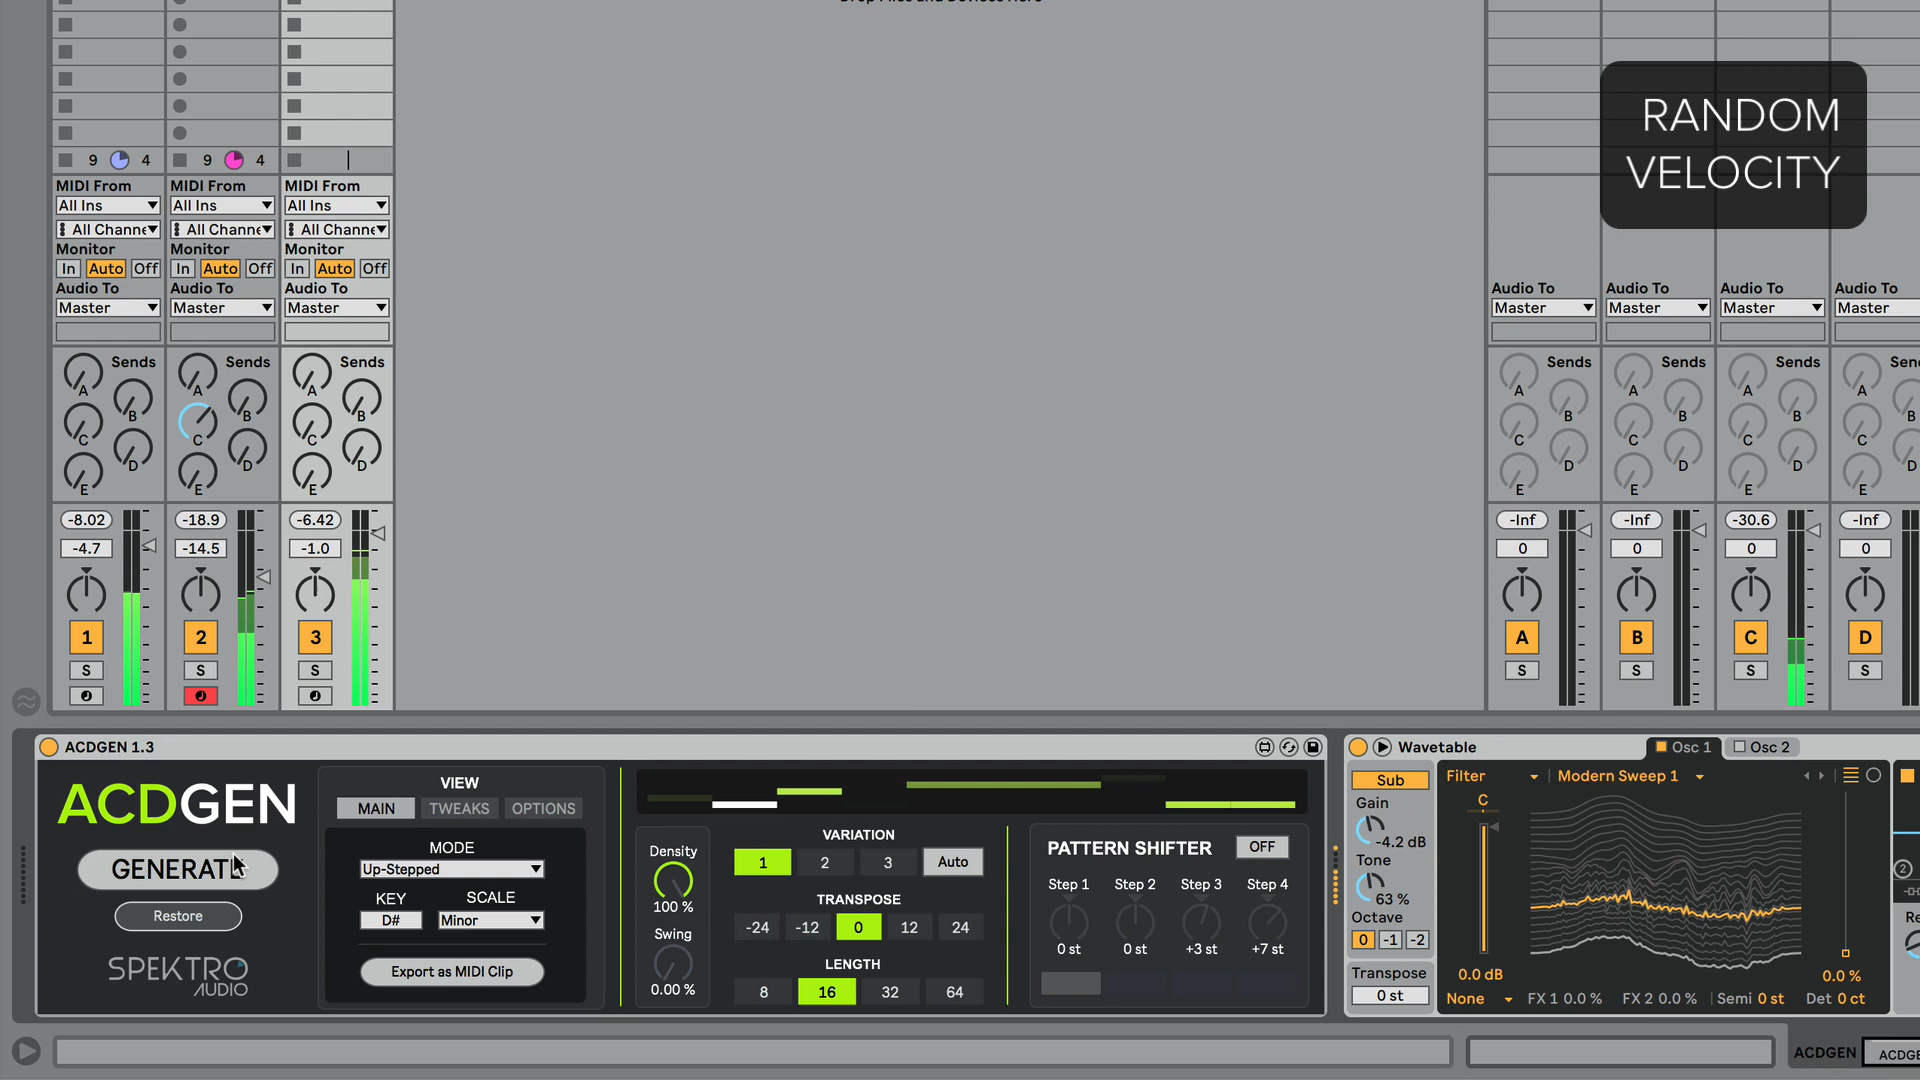 Drop Files and Devices Here
RANDOM
VELOCITY
9 4 9 4
MIDI From MIDI From MIDI From
All Ins All Ins All Ins
All Channe All Channe All Channe
Monitor Monitor Monitor
In Auto Off In Auto Off In Auto Off
Audio To Audio To Audio To Audio To Audio To Audio To Audio To
Master Master Master Master Master Master Master
Sends Sends Sends Sends Sends Sends Sen
A A A A A A A
B B B B B B B
C C C C C C C
D D D D D D D
E E E E E E E
-8.02 -18.9 -6.42 -Inf -Inf -30.6 -Inf
-4.7 -14.5 -1.0 0 0 0 0
1 2 3 A B C D
S S S S S S S
ACDGEN 1.3
ACDGEN
GENERATE
Restore
SPEKTRO
AUDIO
VIEW
MAIN TWEAKS OPTIONS
MODE
Up-Stepped
KEY SCALE
D# Minor
Export as MIDI Clip
Density
100 %
Swing
0.00 %
VARIATION
1 2 3 Auto
TRANSPOSE
-24 -12 0 12 24
LENGTH
8 16 32 64
PATTERN SHIFTER OFF
Step 1 Step 2 Step 3 Step 4
0 st 0 st +3 st +7 st
Wavetable Osc 1 Osc 2
Sub
Gain
-4.2 dB
Tone
63 %
Octave
0 -1 -2
Transpose
0 st
Filter Modern Sweep 1
C
0.0 dB 0.0 %
None FX 1 0.0 % FX 2 0.0 % Semi 0 st Det 0 ct
2
Re
ACDGEN ACDGE